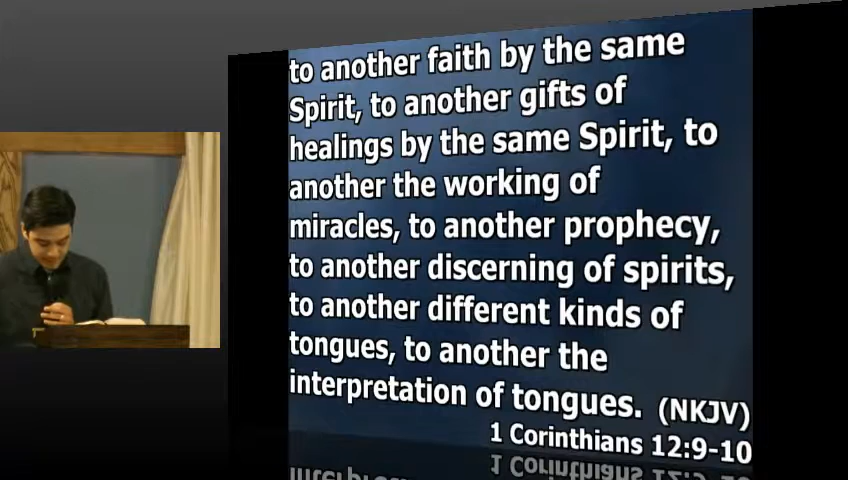 to another faith by the same
Spirit, to another gifts of
healings by the same Spirit, to
another the working of
miracles, to another prophecy,
to another discerning of spirits,
to another different kinds of
tongues, to another the
interpretation of tongues. (NKJV)
1 Corinthians 12:9-10